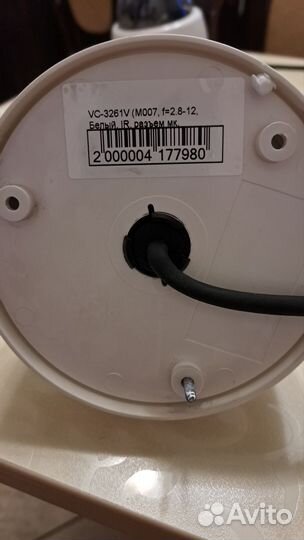 VC-3261V (M007, f=2.8-12,
Белый, IR, разъем мк,
2 000004 177980
Avito